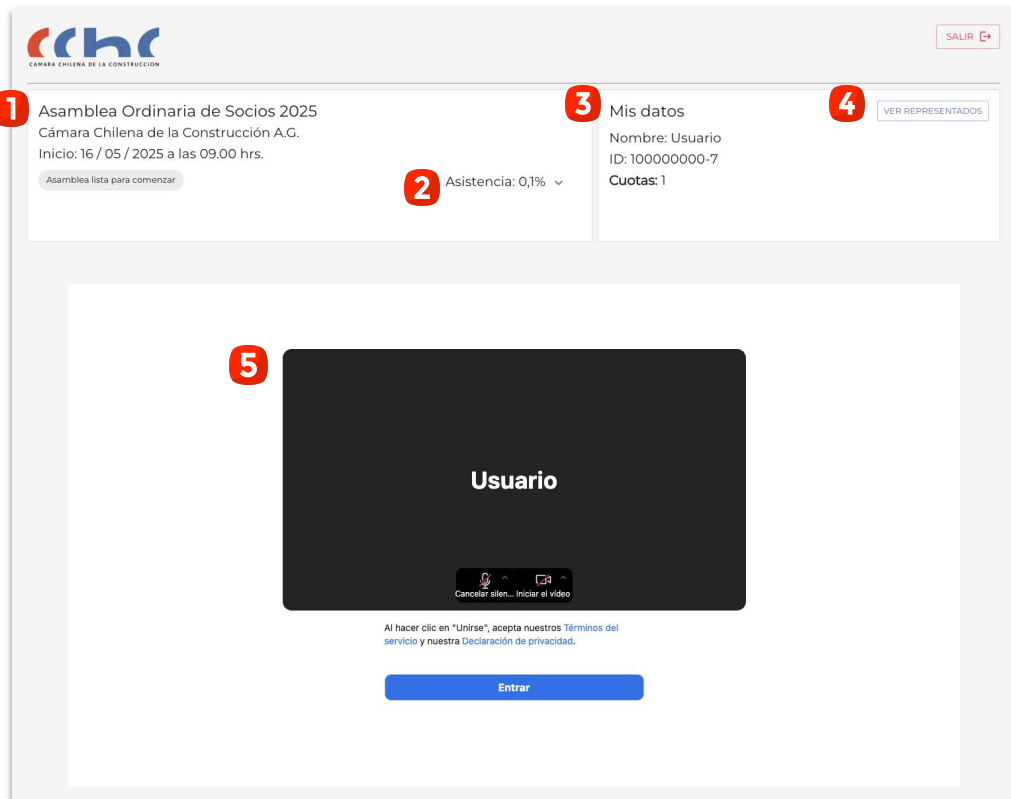 cchc
CAMARA CHILENA DE LA CONSTRUCCION
SALIR
1
Asamblea Ordinaria de Socios 2025
Cámara Chilena de la Construcción A.G.
Inicio: 16 / 05 / 2025 a las 09.00 hrs.
Asamblea lista para comenzar
2
Asistencia: 0,1%
3
Mis datos
4
VER REPRESENTADOS
Nombre: Usuario
ID: 100000000-7
Cuotas: 1
5
Usuario
Cancelar silen... Iniciar el vídeo
Al hacer clic en "Unirse", acepta nuestros Términos del
servicio y nuestra Declaración de privacidad.
Entrar